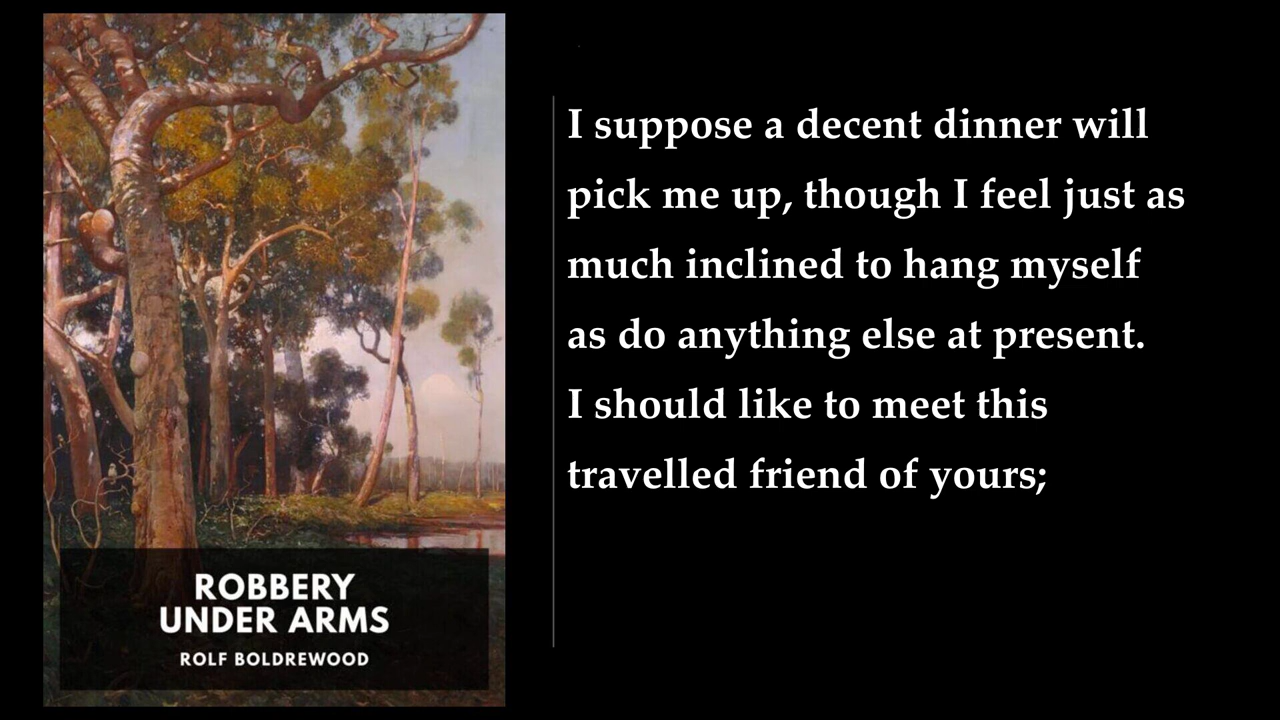 ROBBERY
UNDER ARMS
ROLF BOLDREWOOD
I suppose a decent dinner will
pick me up, though I feel just as
much inclined to hang myself
as do anything else at present.
I should like to meet this
travelled friend of yours;